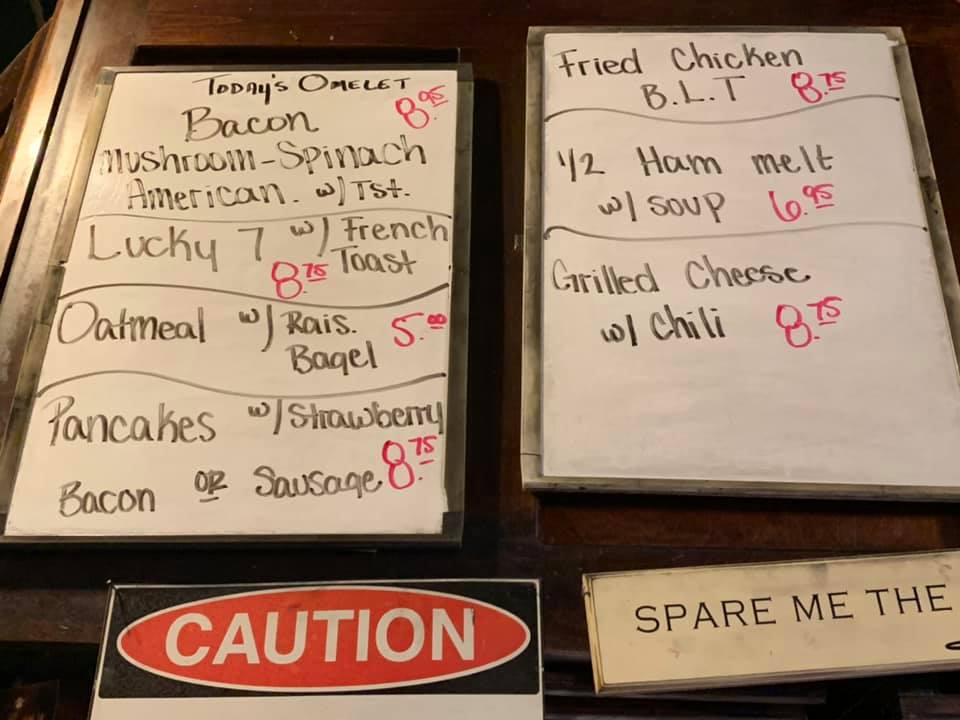 TODAY'S OMELET
Bacon 8.95
Mushroom-Spinach
American. w/Tst.
Lucky 7 w/ French
8.75 Toast
Oatmeal w/ Rais. 5.00
Bagel
Pancakes w/Strawberry
8.75
Bacon OR Sausage
Fried Chicken
B.L.T 8.75
1/2 Ham melt
w/ soup 6.95
Grilled Cheese
w/ Chili 8.75
CAUTION
SPARE ME THE